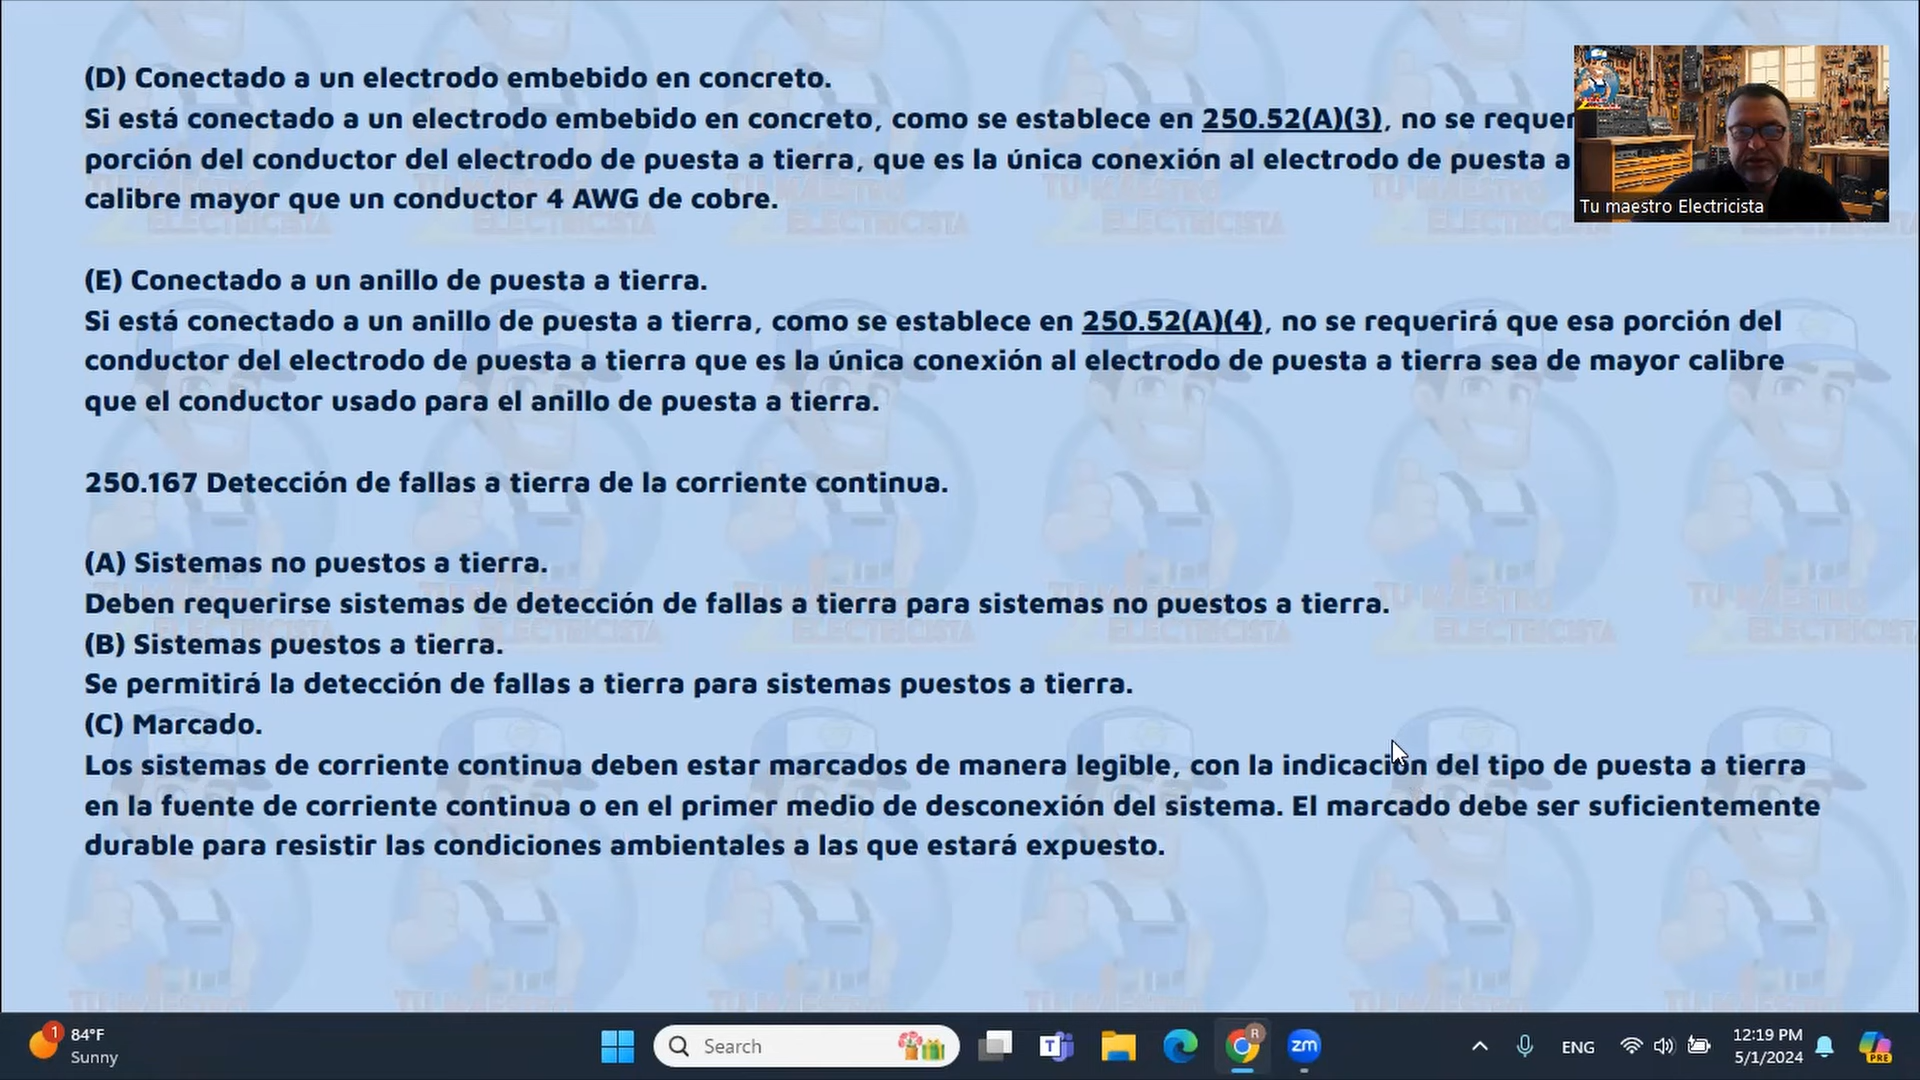 (D) Conectado a un electrodo embebido en concreto.
Si está conectado a un electrodo embebido en concreto, como se establece en 250.52(A)(3), no se requer
porción del conductor del electrodo de puesta a tierra, que es la única conexión al electrodo de puesta a
calibre mayor que un conductor 4 AWG de cobre.
Tu maestro Electricista
(E) Conectado a un anillo de puesta a tierra.
Si está conectado a un anillo de puesta a tierra, como se establece en 250.52(A)(4), no se requerirá que esa porción del
conductor del electrodo de puesta a tierra que es la única conexión al electrodo de puesta a tierra sea de mayor calibre
que el conductor usado para el anillo de puesta a tierra.
250.167 Detección de fallas a tierra de la corriente continua.
(A) Sistemas no puestos a tierra.
Deben requerirse sistemas de detección de fallas a tierra para sistemas no puestos a tierra.
(B) Sistemas puestos a tierra.
Se permitirá la detección de fallas a tierra para sistemas puestos a tierra.
(C) Marcado.
Los sistemas de corriente continua deben estar marcados de manera legible, con la indicación del tipo de puesta a tierra
en la fuente de corriente continua o en el primer medio de desconexión del sistema. El marcado debe ser suficientemente
durable para resistir las condiciones ambientales a las que estará expuesto.
TU MAESTRO
ELECTRICISTA
1
84°F
Sunny
Search
T
R
zm
ENG
12:19 PM
5/1/2024
PRE